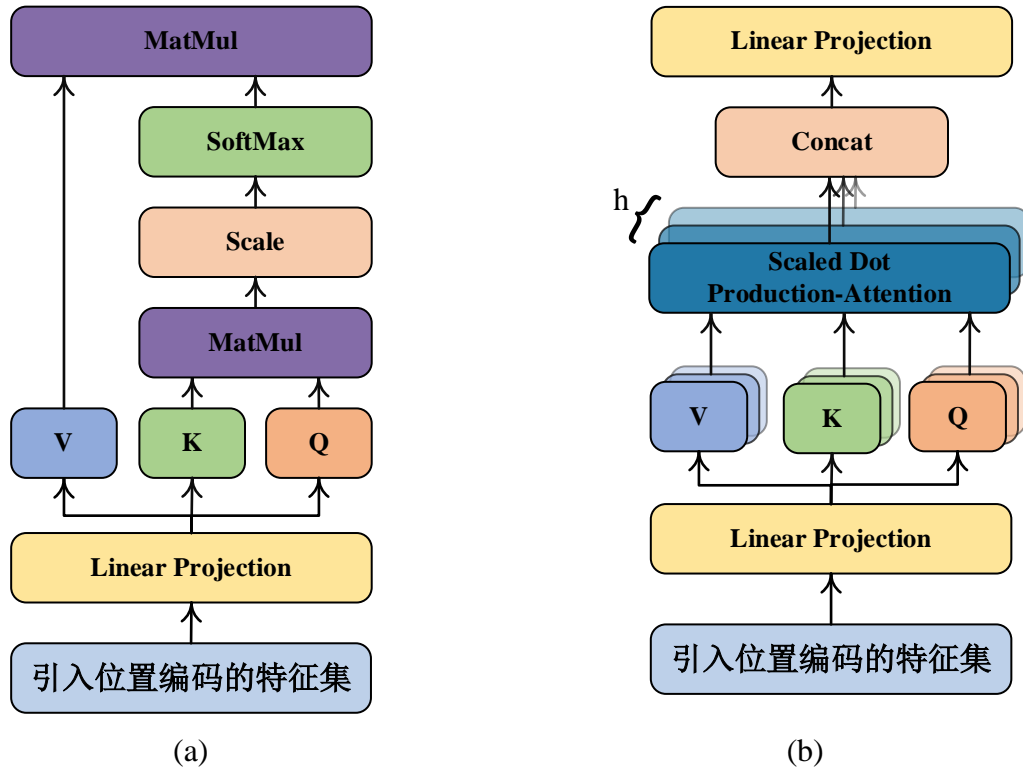 MatMul
SoftMax
Scale
MatMul
V
K
Q
Linear Projection
引入位置编码的特征集
(a)
Linear Projection
Concat
h
Scaled Dot
Production-Attention
V
K
Q
Linear Projection
引入位置编码的特征集
(b)